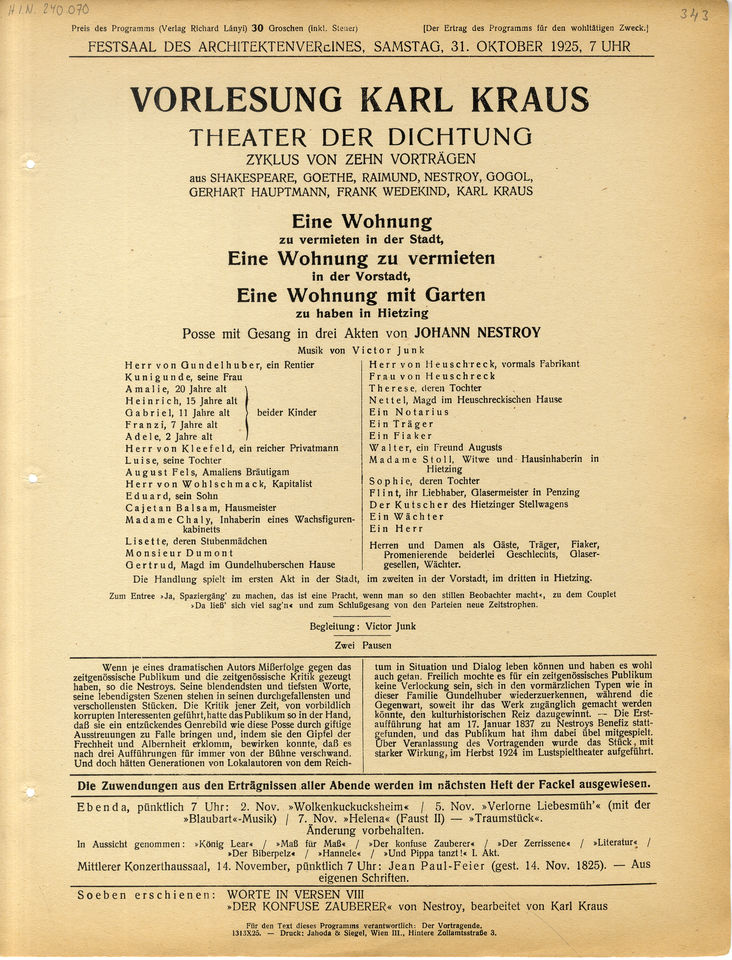 H.I.N. 240.070
343
Preis des Programms (Verlag Richard Lányi) 30 Groschen (inkl. Steuer)
[Der Ertrag des Programms für den wohltätigen Zweck.]
FESTSAAL DES ARCHITEKTENVEREINES, SAMSTAG, 31. OKTOBER 1925, 7 UHR
VORLESUNG KARL KRAUS
THEATER DER DICHTUNG
ZYKLUS VON ZEHN VORTRÄGEN
aus SHAKESPEARE, GOETHE, RAIMUND, NESTROY, GOGOL,
GERHART HAUPTMANN, FRANK WEDEKIND, KARL KRAUS
Eine Wohnung
zu vermieten in der Stadt,
Eine Wohnung zu vermieten
in der Vorstadt,
Eine Wohnung mit Garten
zu haben in Hietzing
Posse mit Gesang in drei Akten von JOHANN NESTROY
Musik von Victor Junk
Herr von Gundelhuber, ein Rentier
Kunigunde, seine Frau
Amalie, 20 Jahre alt
Heinrich, 15 Jahre alt
Gabriel, 11 Jahre alt
beider Kinder
Franzi, 7 Jahre alt
Adele, 2 Jahre alt
Herr von Kleefeld, ein reicher Privatmann
Luise, seine Tochter
August Fels, Amaliens Bräutigam
Herr von Wohlschmack, Kapitalist
Eduard, sein Sohn
Cajetan Balsam, Hausmeister
Madame Chaly, Inhaberin eines Wachsfiguren-
kabinetts
Lisette, deren Stubenmädchen
Monsieur Dumont
Gertrud, Magd im Gundelhuberschen Hause
Herr von Heuschreck, vormals Fabrikant
Frau von Heuschreck
Therese, deren Tochter
Nettel, Magd im Heuschreckischen Hause
Ein Notarius
Ein Träger
Ein Fiaker
Walter, ein Freund Augusts
Madame Stoll, Witwe und Hausinhaberin in
Hietzing
Sophie, deren Tochter
Flint, ihr Liebhaber, Glasermeister in Penzing
Der Kutscher des Hietzinger Stellwagens
Ein Wächter
Ein Herr
Herren und Damen als Gäste, Träger, Fiaker,
Promenierende beiderlei Geschlechts, Glaser-
gesellen, Wächter.
Die Handlung spielt im ersten Akt in der Stadt, im zweiten in der Vorstadt, im dritten in Hietzing.
Zum Entree »Ja, Spaziergäng' zu machen, das ist eine Pracht, wenn man so den stillen Beobachter macht«, zu dem Couplet
»Da ließ' sich viel sag'n« und zum Schlußgesang von den Parteien neue Zeitstrophen.
Begleitung: Victor Junk
Zwei Pausen
Wenn je eines dramatischen Autors Mißerfolge gegen das
zeitgenössische Publikum und die zeitgenössische Kritik gezeugt
haben, so die Nestroys. Seine blendendsten und tiefsten Worte,
seine lebendigsten Szenen stehen in seinen durchgefallensten und
verschollensten Stücken. Die Kritik jener Zeit, von vorbildlich
korrupten Interessenten geführt, hatte das Publikum so in der Hand,
daß sie ein entzückendes Genrebild wie diese Posse durch giftige
Ausstreuungen zu Falle bringen und, indem sie den Gipfel der
Frechheit und Albernheit erklomm, bewirken konnte, daß es
nach drei Aufführungen für immer von der Bühne verschwand.
Und doch hätten Generationen von Lokalautoren von dem Reich-
tum in Situation und Dialog leben können und haben es wohl
auch getan. Freilich mochte es für ein zeitgenössisches Publikum
keine Verlockung sein, sich in den vormärzlichen Typen wie in
dieser Familie Gundelhuber wiederzuerkennen, während die
Gegenwart, soweit ihr das Werk zugänglich gemacht werden
könnte, den kulturhistorischen Reiz dazugewinnt. — Die Erst-
aufführung hat am 17. Januar 1837 zu Nestroys Benefiz statt-
gefunden, und das Publikum hat ihm dabei übel mitgespielt.
Über Veranlassung des Vortragenden wurde das Stück, mit
starker Wirkung, im Herbst 1924 im Lustspieltheater aufgeführt.
Die Zuwendungen aus den Erträgnissen aller Abende werden im nächsten Heft der Fackel ausgewiesen.
Ebenda, pünktlich 7 Uhr: 2. Nov. »Wolkenkuckucksheim« / 5. Nov. »Verlorne Liebesmüh'« (mit der
»Blaubart«-Musik) / 7. Nov. »Helena« (Faust II) — »Traumstück«.
Änderung vorbehalten.
In Aussicht genommen: »König Lear« / »Maß für Maß« / »Der konfuse Zauberer« / »Der Zerrissene« / »Literatur« /
»Der Biberpelz« / »Hannele« / »Und Pippa tanzt!« I. Akt.
Mittlerer Konzerthaussaal, 14. November, pünktlich 7 Uhr: Jean Paul-Feier (gest. 14. Nov. 1825). — Aus
eigenen Schriften.
Soeben erschienen: WORTE IN VERSEN VIII
»DER KONFUSE ZAUBERER« von Nestroy, bearbeitet von Karl Kraus
Für den Text dieses Programms verantwortlich: Der Vortragende.
1313X25. — Druck: Jahoda & Siegel, Wien III., Hintere Zollamtsstraße 3.